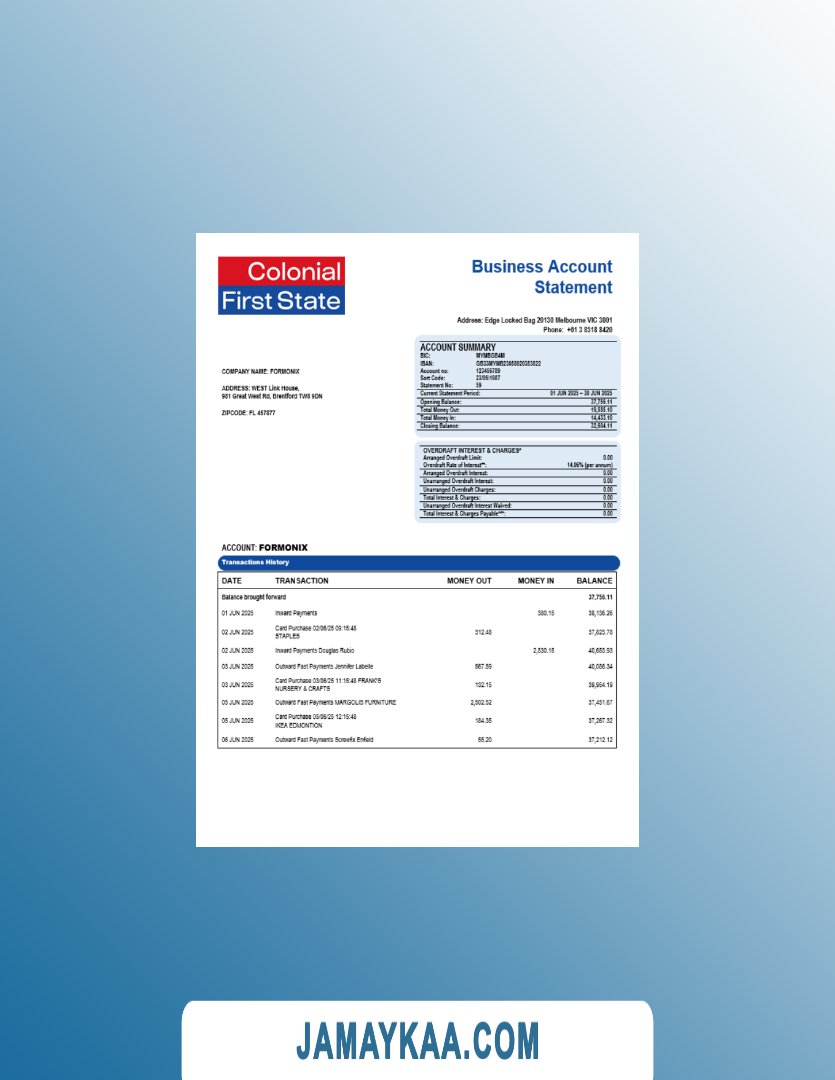 Colonial
First State
Business Account
Statement
Address: Edge Locked Bag 20130 Melbourne VIC 3001
Phone: +61 3 8518 8420
ACCOUNT SUMMARY
BIC: MYMBGB4M
IBAN:
Account no: 123456789
Sort Code: 23/05/1987
Statement No: 59
Current Statement Period: 01 JUN 2025 – 30 JUN 2025
Opening Balance: 37,756.11
Total Money Out: 19,585.10
Total Money In: 14,433.10
Closing Balance: 32,604.11
COMPANY NAME: FORMONIX
ADDRESS: WEST Link House,
981 Great West Rd, Brentford TW8 9DN
ZIPCODE: FL 457877
OVERDRAFT INTEREST & CHARGES*
Arranged Overdraft Limit: 0.00
Overdraft Rate of Interest**: 14.95% (per annum)
Arranged Overdraft Interest: 0.00
Unarranged Overdraft Interest: 0.00
Unarranged Overdraft Charges: 0.00
Total Interest & Charges: 0.00
Unarranged Overdraft Interest Waived: 0.00
Total Interest & Charges Payable***: 0.00
ACCOUNT: FORMONIX
Transactions History
DATE TRANSACTION MONEY OUT MONEY IN BALANCE
Balance brought forward 37,756.11
01 JUN 2025 Inward Payments 380.15 38,136.26
02 JUN 2025 Card Purchase 02/06/25 09:15:46 312.48 37,823.78
STAPLES
02 JUN 2025 Inward Payments Douglas Rubio 2,830.15 40,653.93
03 JUN 2025 Outward Fast Payments Jennifer Labelle 567.59 40,086.34
03 JUN 2025 Card Purchase 03/06/25 11:15:46 FRANK'S 132.15 39,954.19
NURSERY & CRAFTS
05 JUN 2025 Outward Fast Payments MARGOLIS FURNITURE 2,502.52 37,451.67
05 JUN 2025 Card Purchase 05/06/25 12:15:46 184.35 37,267.32
IKEA EDMONTION
06 JUN 2025 Outward Fast Payments Screwfix Enfield: 55.20 37,212.12
JAMAYKAA.COM